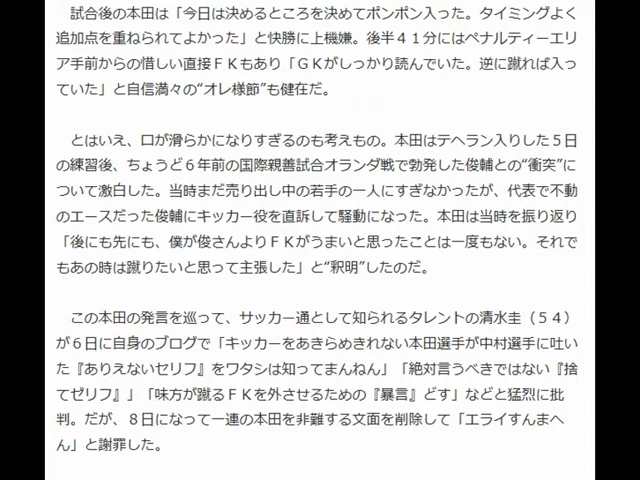 試合後の本田は「今日は決めるところを決めてポンポン入った。タイミングよく
追加点を重ねられてよかった」と快勝に上機嫌。後半４１分にはペナルティーエリ
ア手前からの惜しい直接ＦＫもあり「ＧＫがしっかり読んでいた。逆に蹴れば入っ
ていた」と自信満々の“オレ様節”も健在だ。
とはいえ、口が滑らかになりすぎるのも考えもの。本田はテヘラン入りした５日
の練習後、ちょうど６年前の国際親善試合オランダ戦で勃発した俊輔との“衝突”に
ついて激白した。当時まだ売り出し中の若手の一人にすぎなかったが、代表で不動
のエースだった俊輔にキッカー役を直訴して騒動になった。本田は当時を振り返り
「後にも先にも、僕が俊さんよりＦＫがうまいと思ったことは一度もない。それで
もあの時は蹴りたいと思って主張した」と“釈明”したのだ。
この本田の発言を巡って、サッカー通として知られるタレントの清水圭（５４）
が６日に自身のブログで「キッカーをあきらめきれない本田選手が中村選手に吐い
た『ありえないセリフ』をワタシは知ってまんねん」「絶対言うべきではない『捨
てゼリフ』」「味方が蹴るＦＫを外させるための『暴言』どす」などと猛烈に批
判。だが、８日になって一連の本田を非難する文面を削除して「エライすんまへ
ん」と謝罪した。